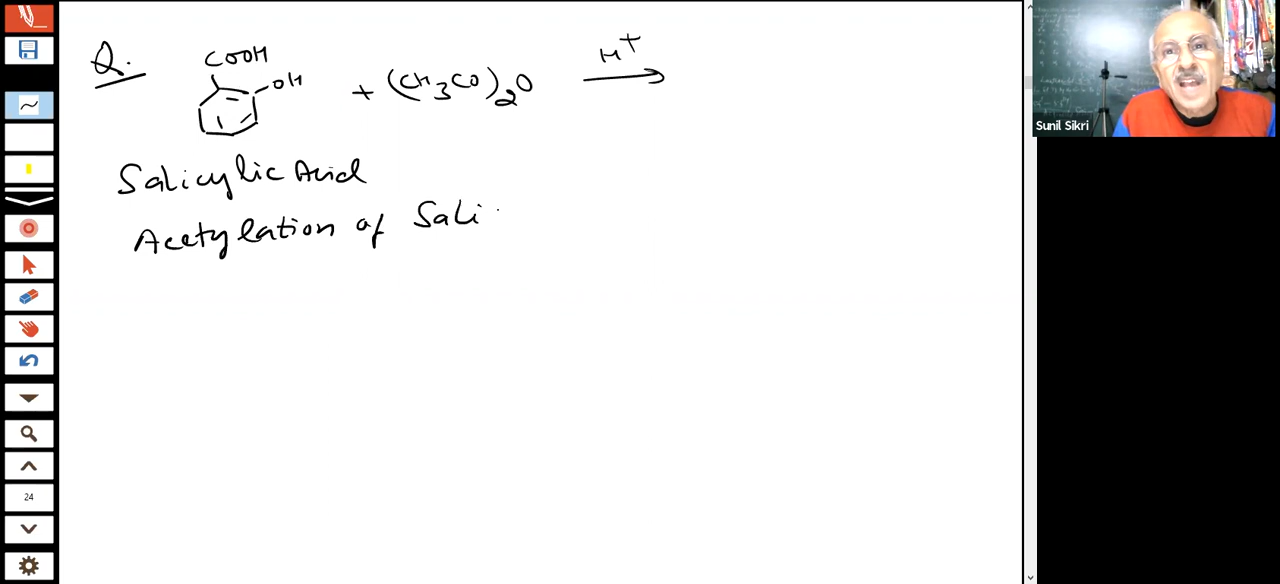 Q. COOH
OH + (CH3CO)2O H+
Salicylic Acid
Acetylation of Sali
24
Sunil Sikri